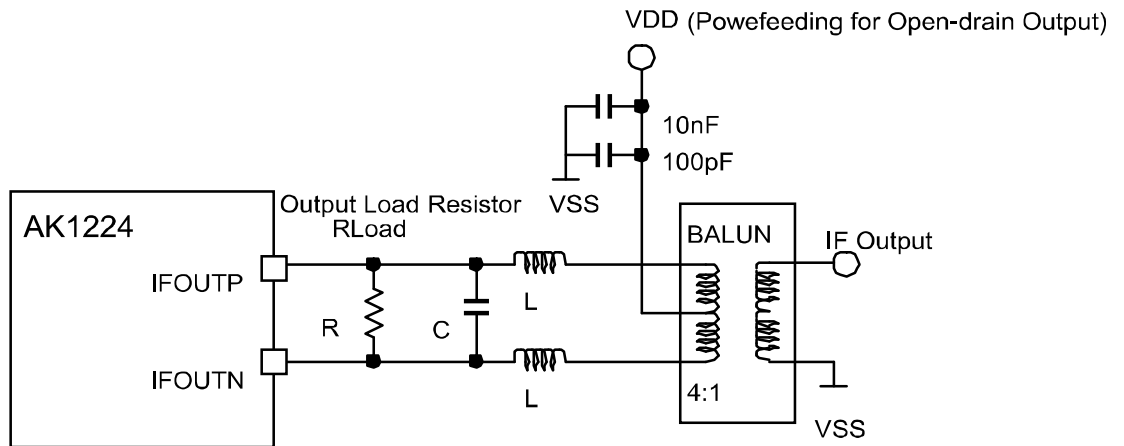 VDD (Powefeeding for Open-drain Output)
10nF
100pF
VSS
Output Load Resistor
RLoad
AK1224
BALUN
IF Output
IFOUTP
L
R
C
IFOUTN
L
4:1
VSS